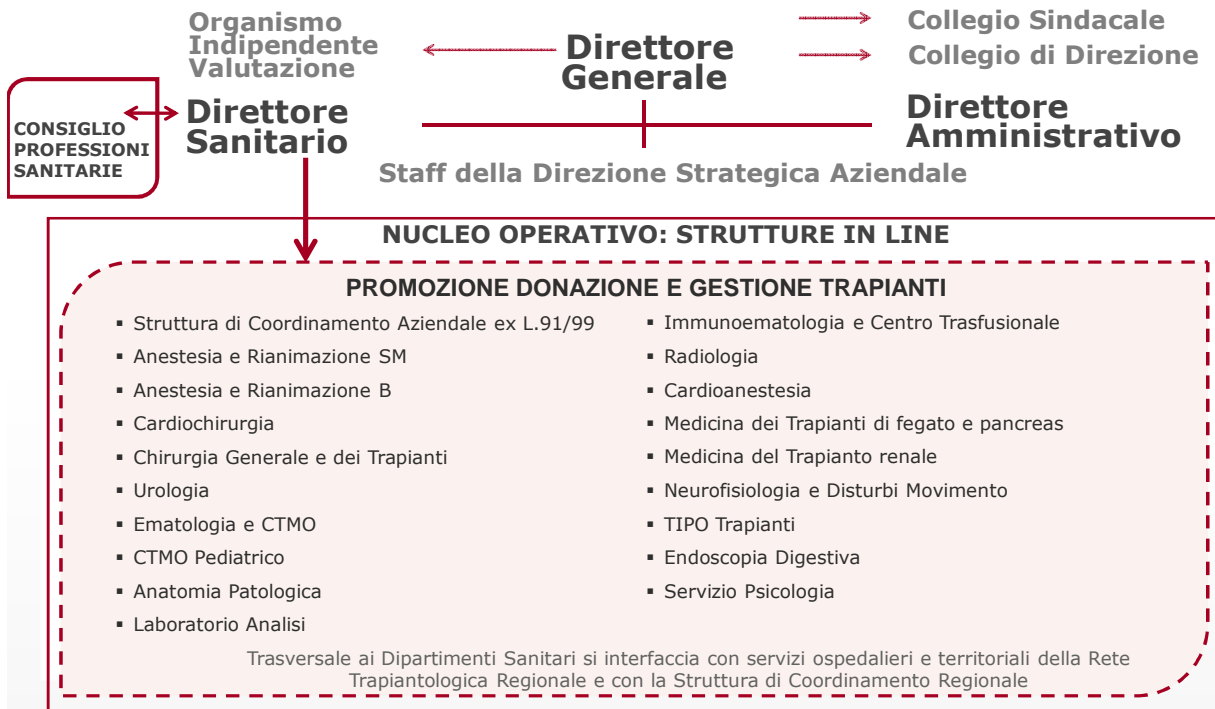 Organismo
Indipendente
Valutazione
Direttore
Generale
Collegio Sindacale
Collegio di Direzione
CONSIGLIO
PROFESSIONI
SANITARIE
Direttore
Sanitario
Direttore
Amministrativo
Staff della Direzione Strategica Aziendale
NUCLEO OPERATIVO: STRUTTURE IN LINE
PROMOZIONE DONAZIONE E GESTIONE TRAPIANTI
▪ Struttura di Coordinamento Aziendale ex L.91/99
▪ Anestesia e Rianimazione SM
▪ Anestesia e Rianimazione B
▪ Cardiochirurgia
▪ Chirurgia Generale e dei Trapianti
▪ Urologia
▪ Ematologia e CTMO
▪ CTMO Pediatrico
▪ Anatomia Patologica
▪ Laboratorio Analisi
▪ Immunoematologia e Centro Trasfusionale
▪ Radiologia
▪ Cardioanestesia
▪ Medicina dei Trapianti di fegato e pancreas
▪ Medicina del Trapianto renale
▪ Neurofisiologia e Disturbi Movimento
▪ TIPO Trapianti
▪ Endoscopia Digestiva
▪ Servizio Psicologia
Trasversale ai Dipartimenti Sanitari si interfaccia con servizi ospedalieri e territoriali della Rete
Trapiantologica Regionale e con la Struttura di Coordinamento Regionale